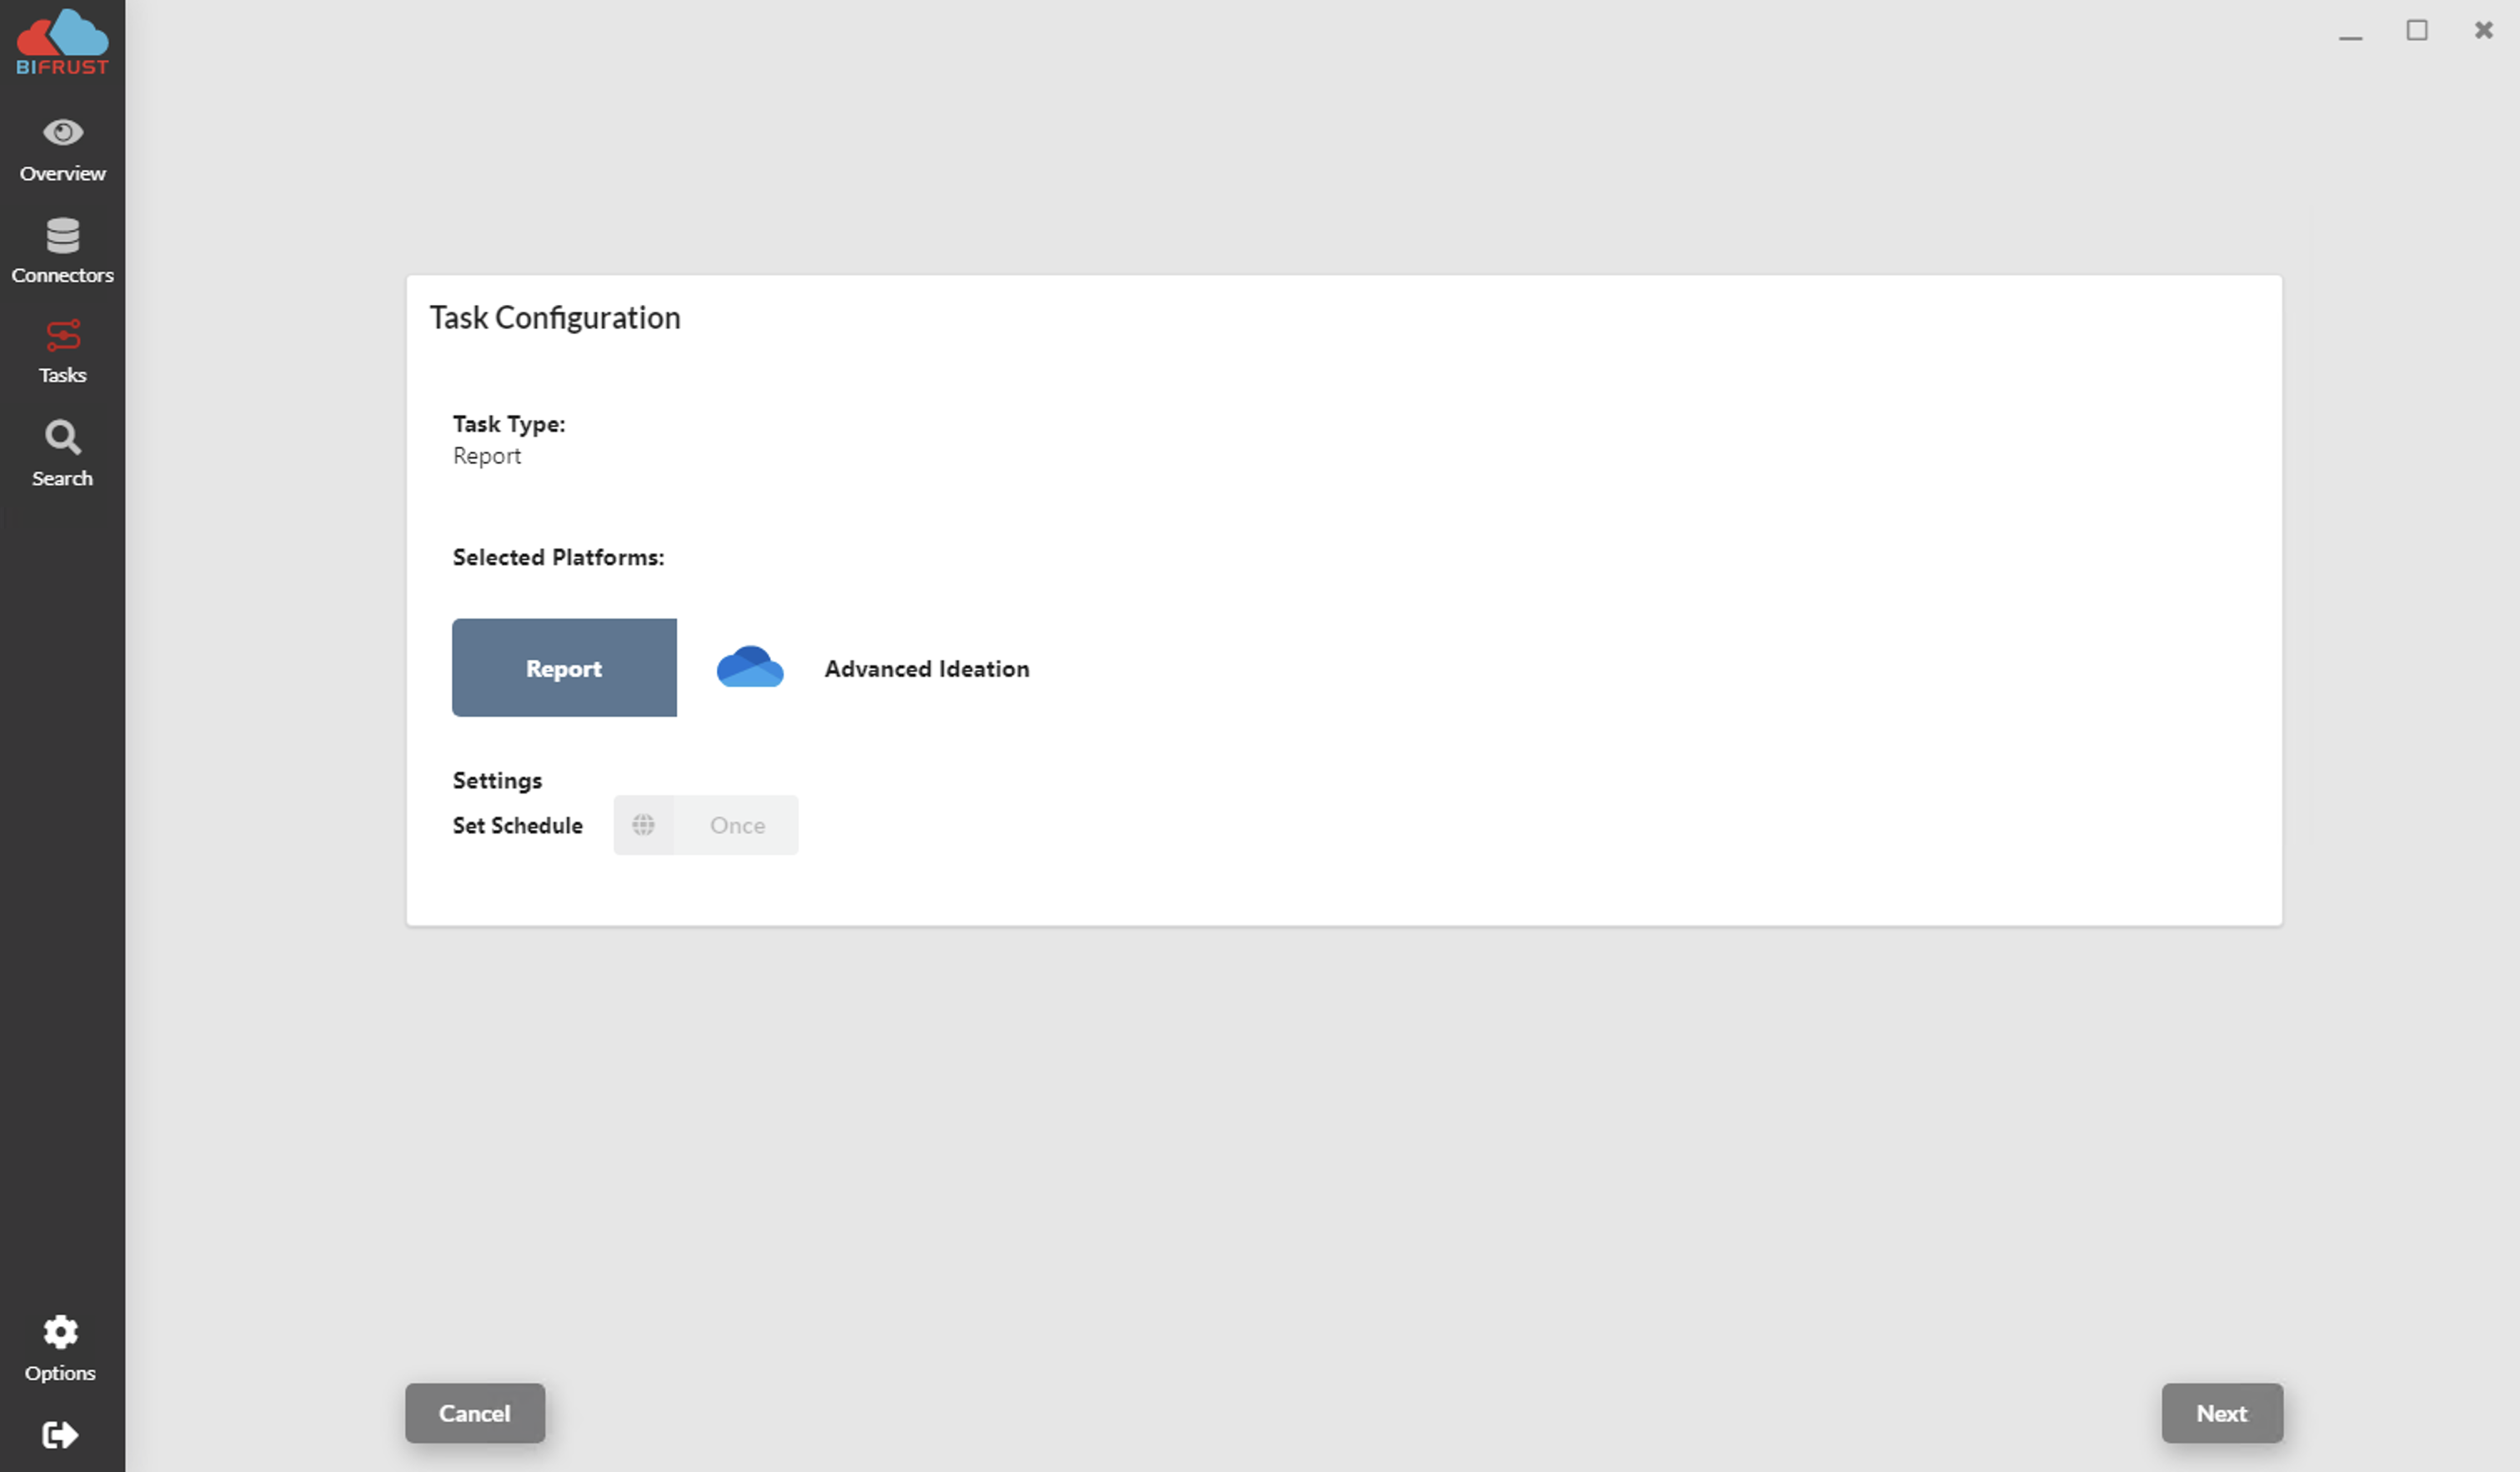 BIFRUST
Overview
Connectors
Tasks
Search
Task Configuration
Task Type:
Report
Selected Platforms:
Report
Advanced Ideation
Settings
Set Schedule
Once
Options
Cancel
Next